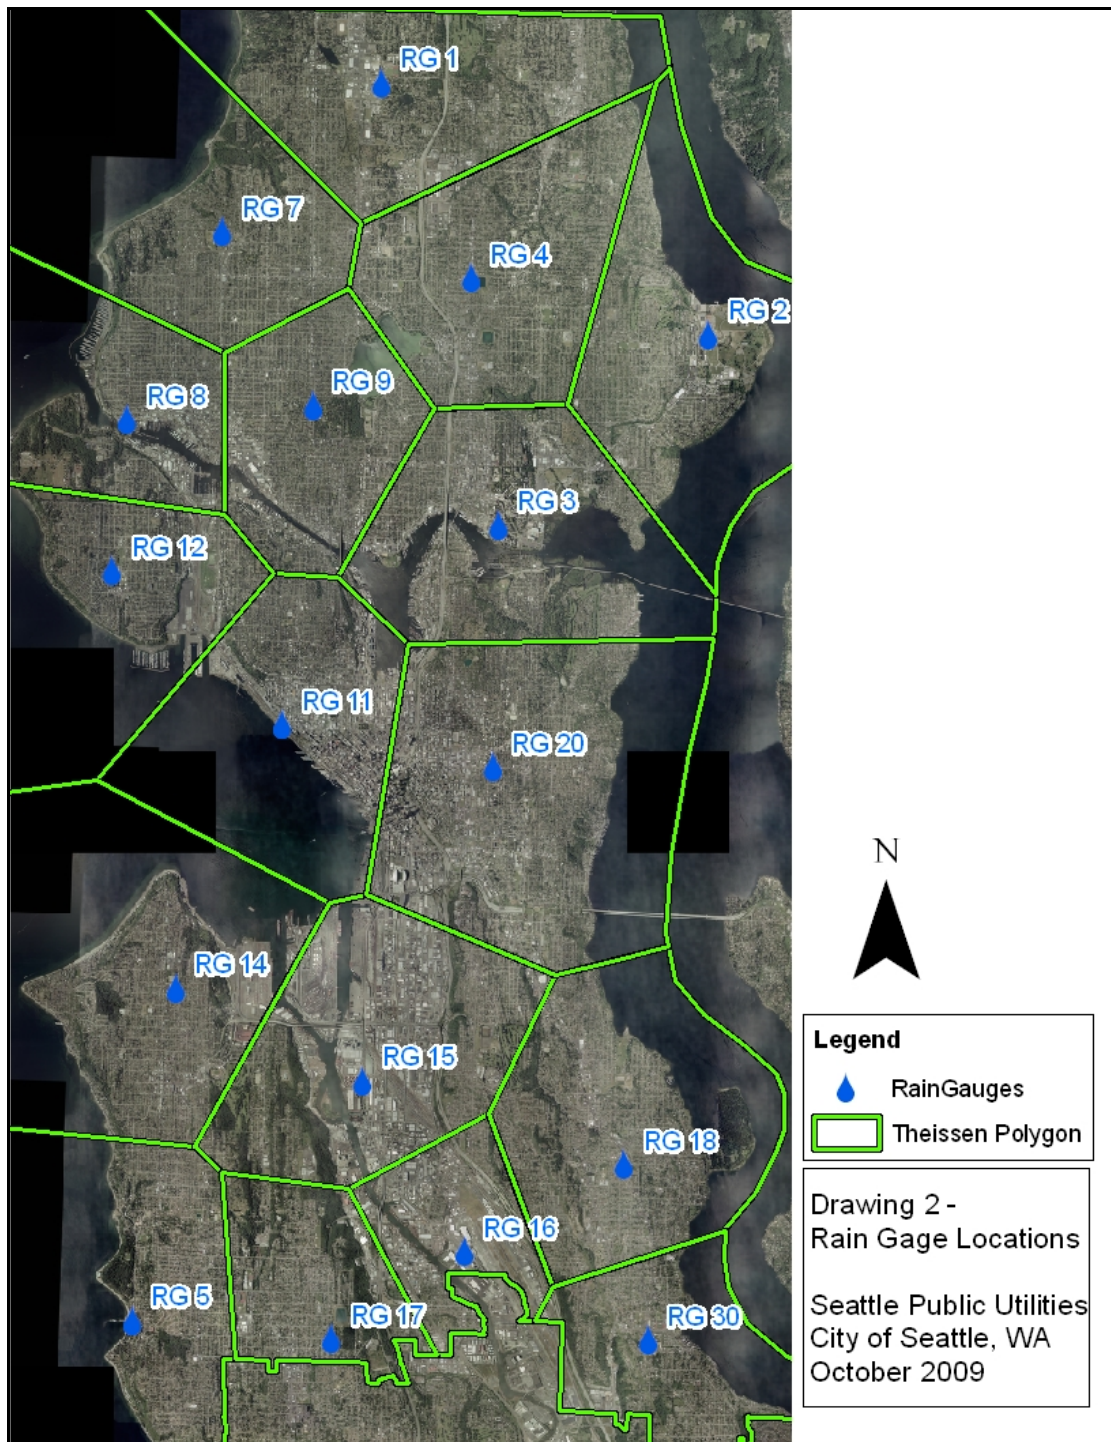 RG 1
RG 7
RG 4
RG 2
RG 9
RG 8
RG 3
RG 12
RG 11
RG 20
RG 14
RG 15
RG 18
RG 16
RG 5
RG 17
RG 30
N
Legend
RainGauges
Theissen Polygon
Drawing 2 -
Rain Gage Locations
Seattle Public Utilities
City of Seattle, WA
October 2009